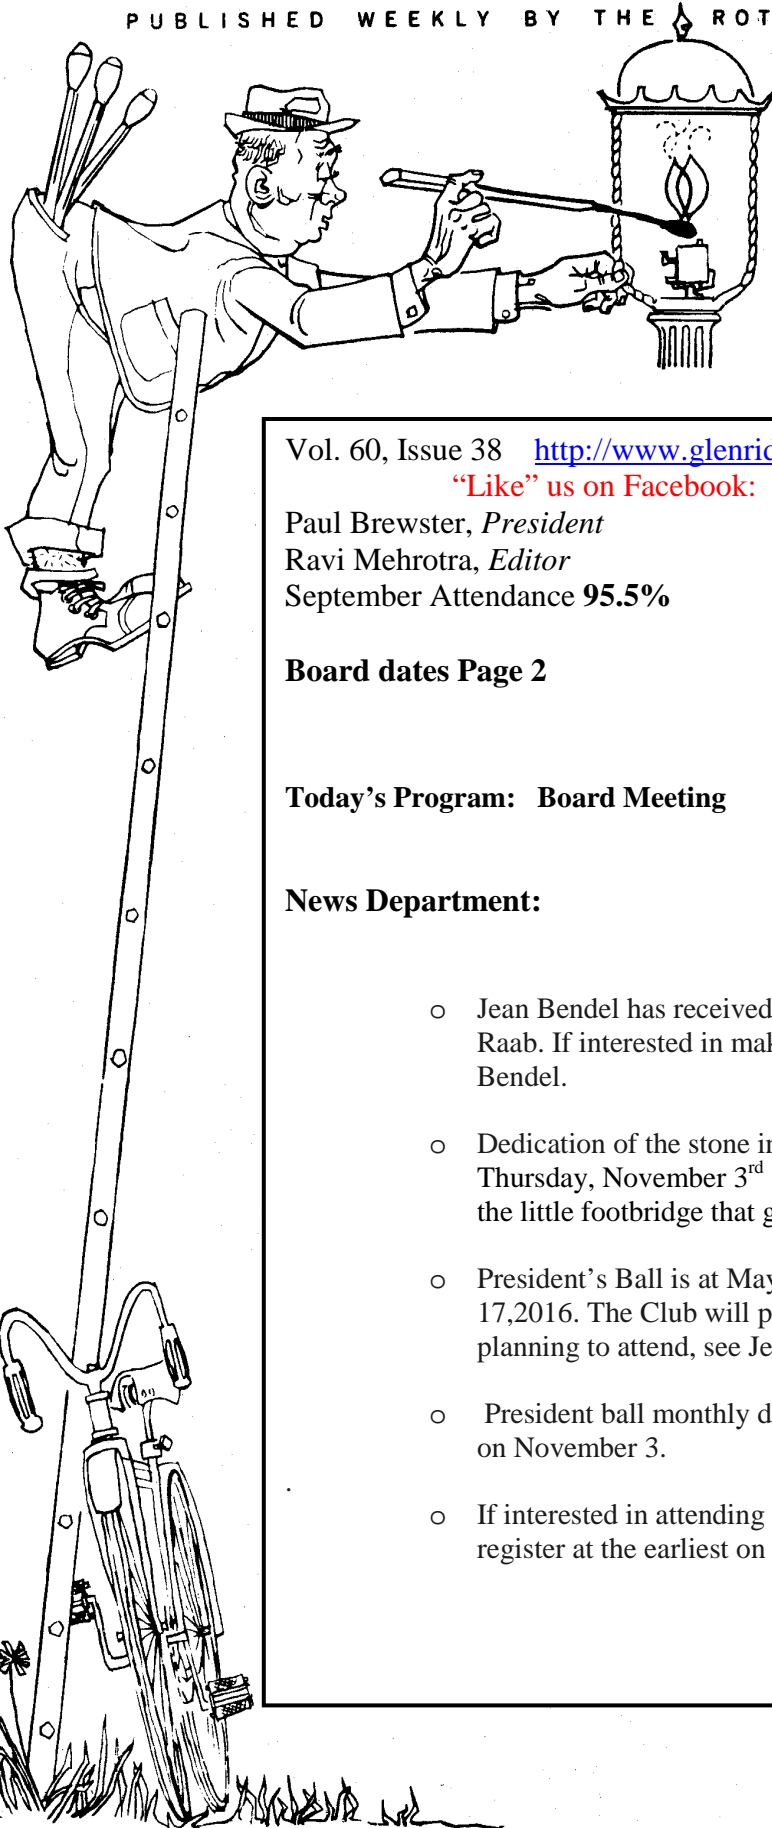 PUBLISHED WEEKLY BY THE ROT
Vol. 60, Issue 38 http://www.glenrid
“Like” us on Facebook:
Paul Brewster, President
Ravi Mehrotra, Editor
September Attendance 95.5%
Board dates Page 2
Today’s Program: Board Meeting
News Department:
o Jean Bendel has received
Raab. If interested in mak
Bendel.
o Dedication of the stone in
Thursday, November 3rd
the little footbridge that g
o President’s Ball is at May
17,2016. The Club will p
planning to attend, see Je
o President ball monthly d
on November 3.
.
o If interested in attending
register at the earliest on